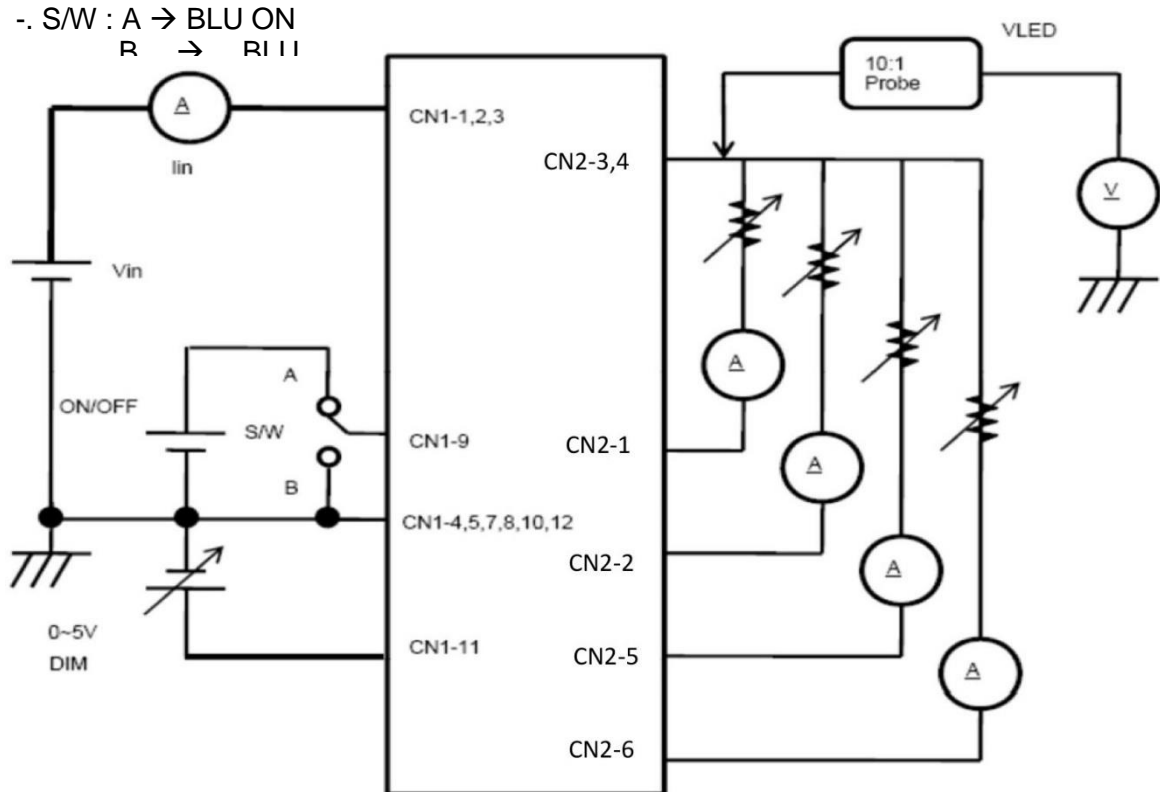 -. S/W : A → BLU ON
B → BLU
VLED
10:1
Probe
A
CN1-1,2,3
Iin
CN2-3,4
V
Vin
A
A
ON/OFF
S/W
CN1-9
CN2-1
A
B
CN1-4,5,7,8,10,12
CN2-2
A
0~5V
DIM
CN1-11
CN2-5
A
CN2-6